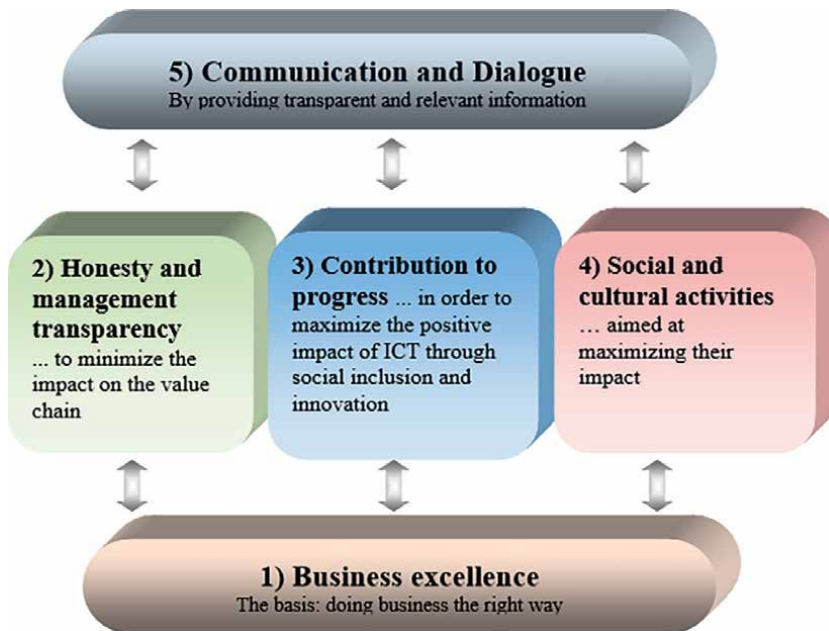 5) Communication and Dialogue
By providing transparent and relevant information
2) Honesty and
management
transparency
... to minimize the
impact on the value
chain
3) Contribution to
progress ... in order to
maximize the positive
impact of ICT through
social inclusion and
innovation
4) Social and
cultural activities
... aimed at
maximizing their
impact
1) Business excellence
The basis: doing business the right way